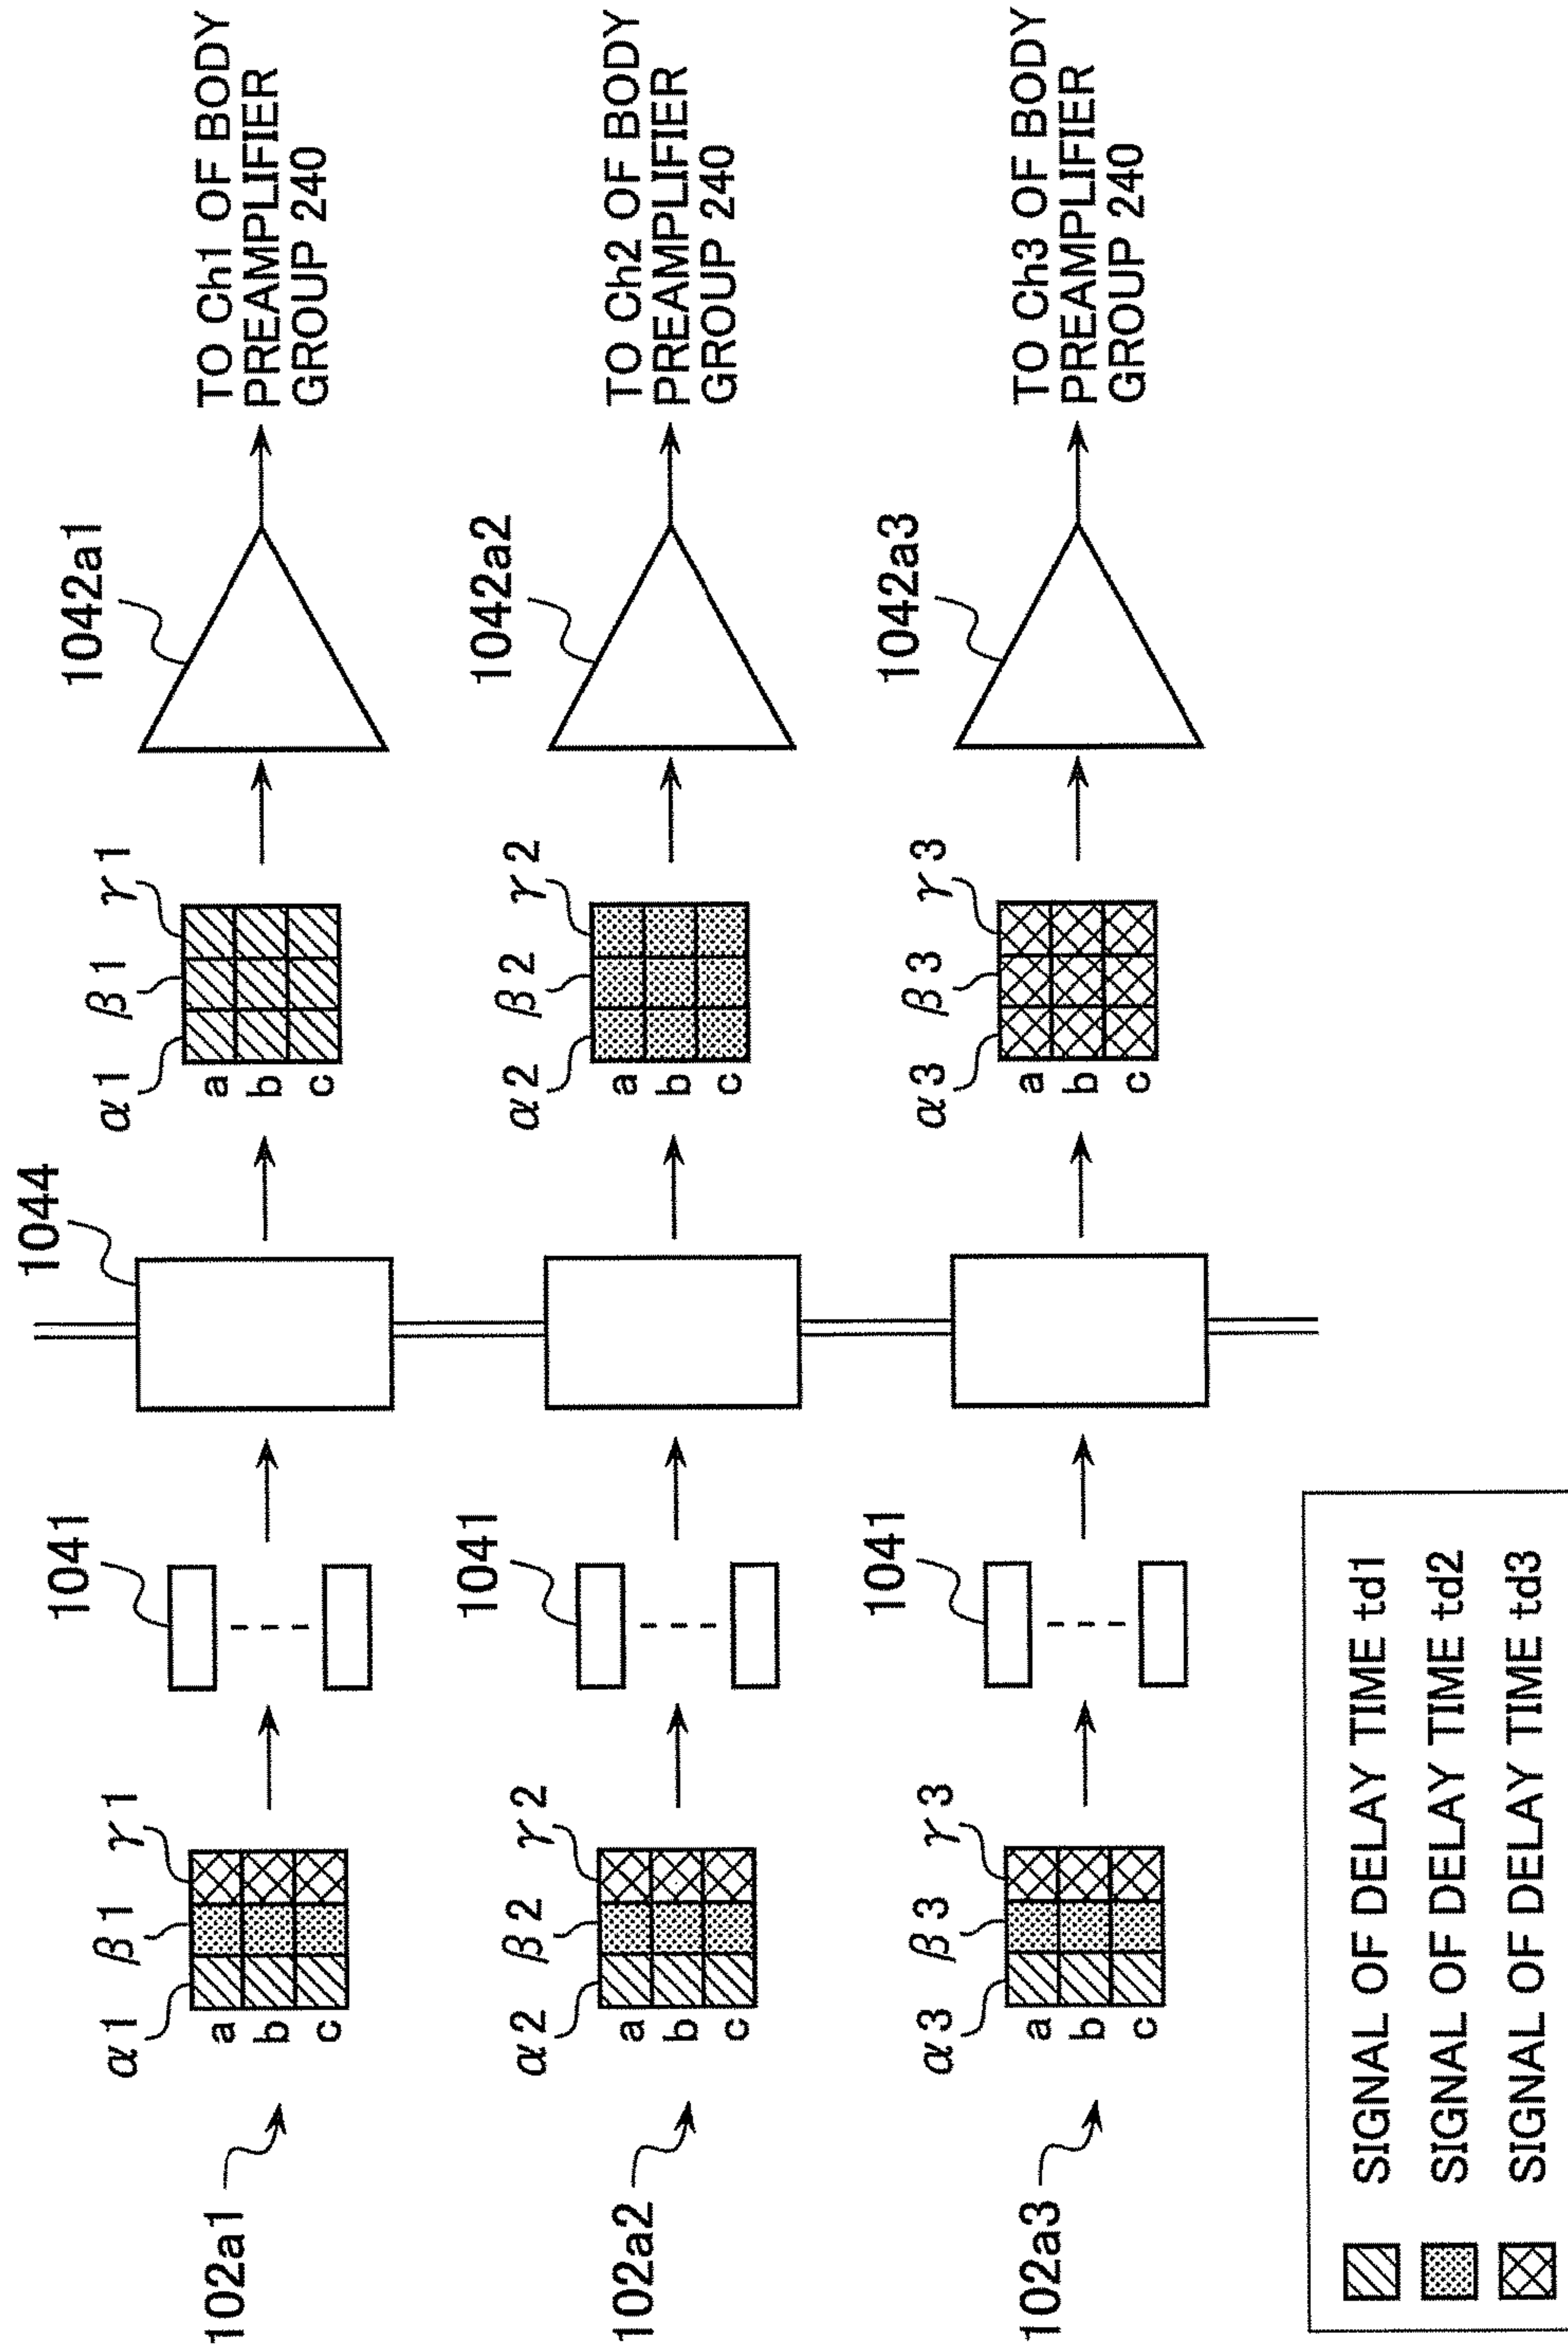 102a1
α1
β1
γ1
a
b
c
1041
1044
α1
β1
γ1
a
b
c
1042a1
TO Ch1 OF BODY
PREAMPLIFIER
GROUP 240
102a2
α2
β2
γ2
a
b
c
1041
α2
β2
γ2
a
b
c
1042a2
TO Ch2 OF BODY
PREAMPLIFIER
GROUP 240
102a3
α3
β3
γ3
a
b
c
1041
α3
β3
γ3
a
b
c
1042a3
TO Ch3 OF BODY
PREAMPLIFIER
GROUP 240
SIGNAL OF DELAY TIME td1
SIGNAL OF DELAY TIME td2
SIGNAL OF DELAY TIME td3